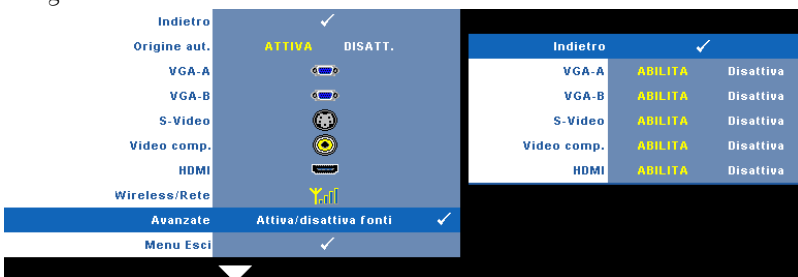 Indietro
Origine aut. ATTIVA DISATT.
VGA-A
VGA-B
S-Video
Video comp.
HDMI
Wireless/Rete
Avanzate Attiva/disattiva fonti
Menu Esci
Indietro
VGA-A ABILITA Disattiva
VGA-B ABILITA Disattiva
S-Video ABILITA Disattiva
Video comp. ABILITA Disattiva
HDMI ABILITA Disattiva